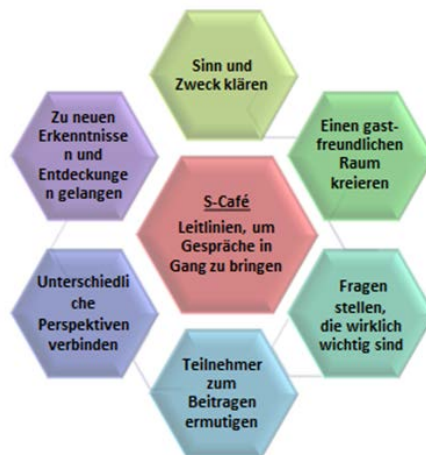 Sinn und
Zweck klären
Einen gast-
freundlichen
Raum
kreieren
Fragen
stellen,
die wirklich
wichtig sind
Teilnehmer
zum
Beitragen
ermutigen
Unterschiedli
che
Perspektiven
verbinden
Zu neuen
Erkenntnisse
n und
Entdeckunge
n gelangen
S-Café
Leitlinien, um
Gespräche in
Gang zu bringen